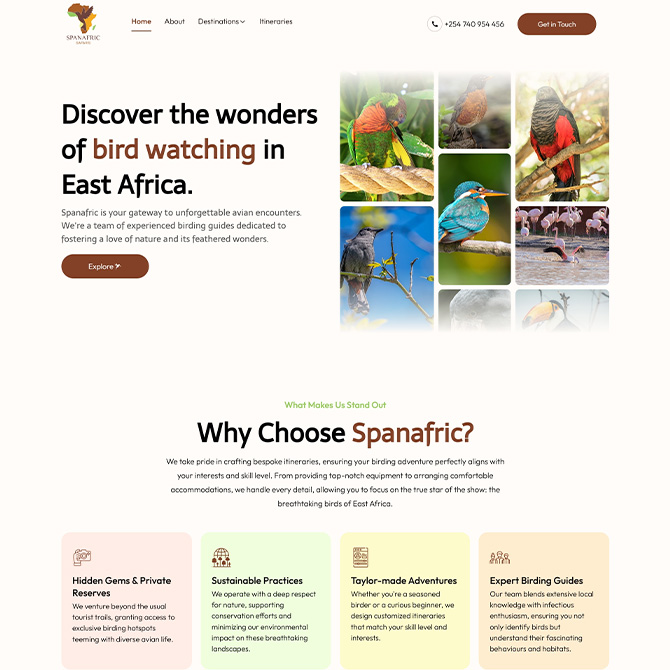 SPANAFRIC
SAFARIS
Home
About
Destinations
Itineraries
+254 740 954 456
Get in Touch
Discover the wonders
of bird watching in
East Africa.
Spanafric is your gateway to unforgettable avian encounters.
We're a team of experienced birding guides dedicated to
fostering a love of nature and its feathered wonders.
Explore
What Makes Us Stand Out
Why Choose Spanafric?
We take pride in crafting bespoke itineraries, ensuring your birding adventure perfectly aligns with
your interests and skill level. From providing top-notch equipment to arranging comfortable
accommodations, we handle every detail, allowing you to focus on the true star of the show: the
breathtaking birds of East Africa.
Hidden Gems & Private
Reserves
We venture beyond the usual
tourist trails, granting access to
exclusive birding hotspots
teeming with diverse avian life.
Sustainable Practices
We operate with a deep respect
for nature, supporting
conservation efforts and
minimizing our environmental
impact on these breathtaking
landscapes.
Taylor-made Adventures
Whether you're a seasoned
birder or a curious beginner, we
design customized itineraries
that match your skill level and
interests.
Expert Birding Guides
Our team blends extensive local
knowledge with infectious
enthusiasm, ensuring you not
only identify birds but
understand their fascinating
behaviours and habitats.